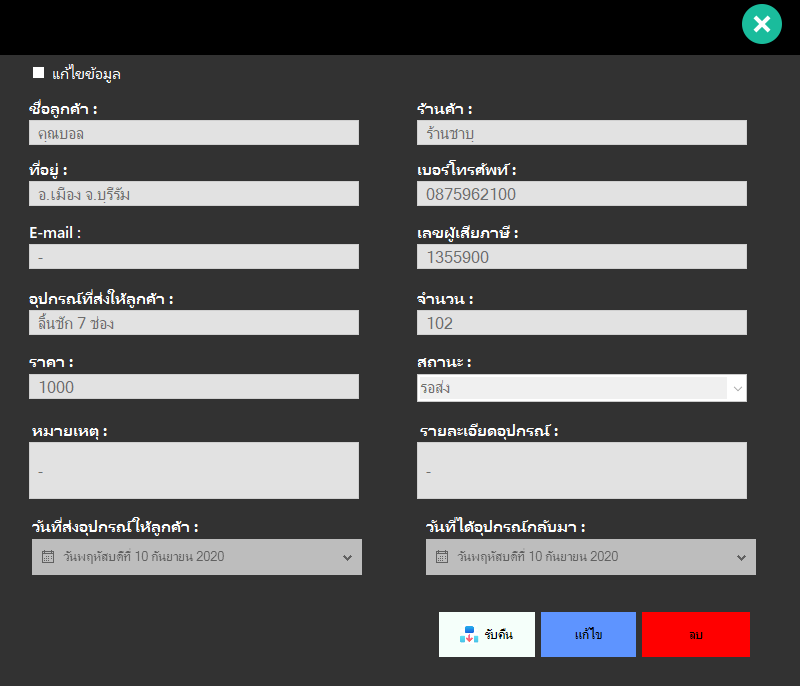 แก้ไขข้อมูล
ชื่อลูกค้า :
ร้านค้า :
คุณบอล
ร้านชาบู
ที่อยู่ :
เบอร์โทรศัพท์ :
อ.เมือง จ.บุรีรัม
0875962100
E-mail :
เลขผู้เสียภาษี :
-
1355900
อุปกรณ์ที่ส่งให้ลูกค้า :
จำนวน :
ลิ้นชัก 7 ช่อง
102
ราคา :
สถานะ :
1000
รอส่ง
หมายเหตุ :
รายละเอียดอุปกรณ์ :
-
-
วันที่ส่งอุปกรณ์ให้ลูกค้า :
วันที่ได้อุปกรณ์กลับมา :
วันพฤหัสบดีที่ 10 กันยายน 2020
วันพฤหัสบดีที่ 10 กันยายน 2020
รับคืน
แก้ไข
ลบ